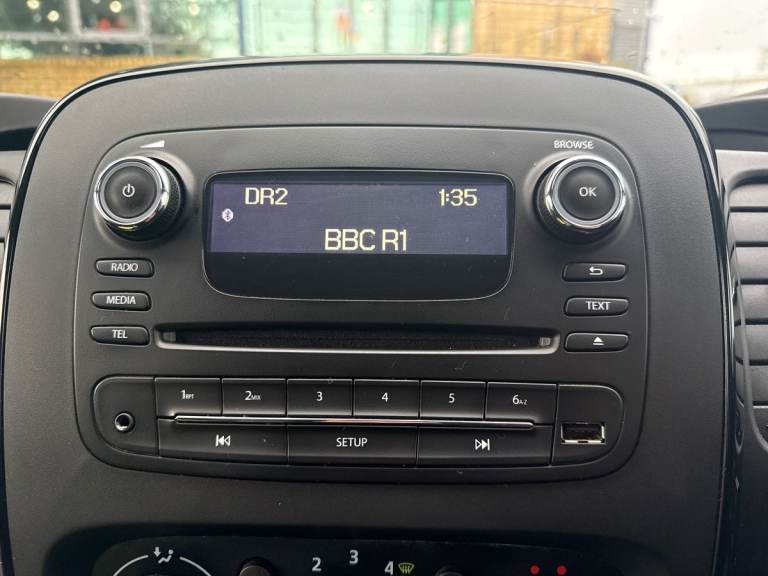 BROWSE
DR2 1:35
OK
BBC R1
RADIO
MEDIA
TEXT
TEL
1RPT 2MIX 3 4 5 6A-Z
SETUP
2 3 4